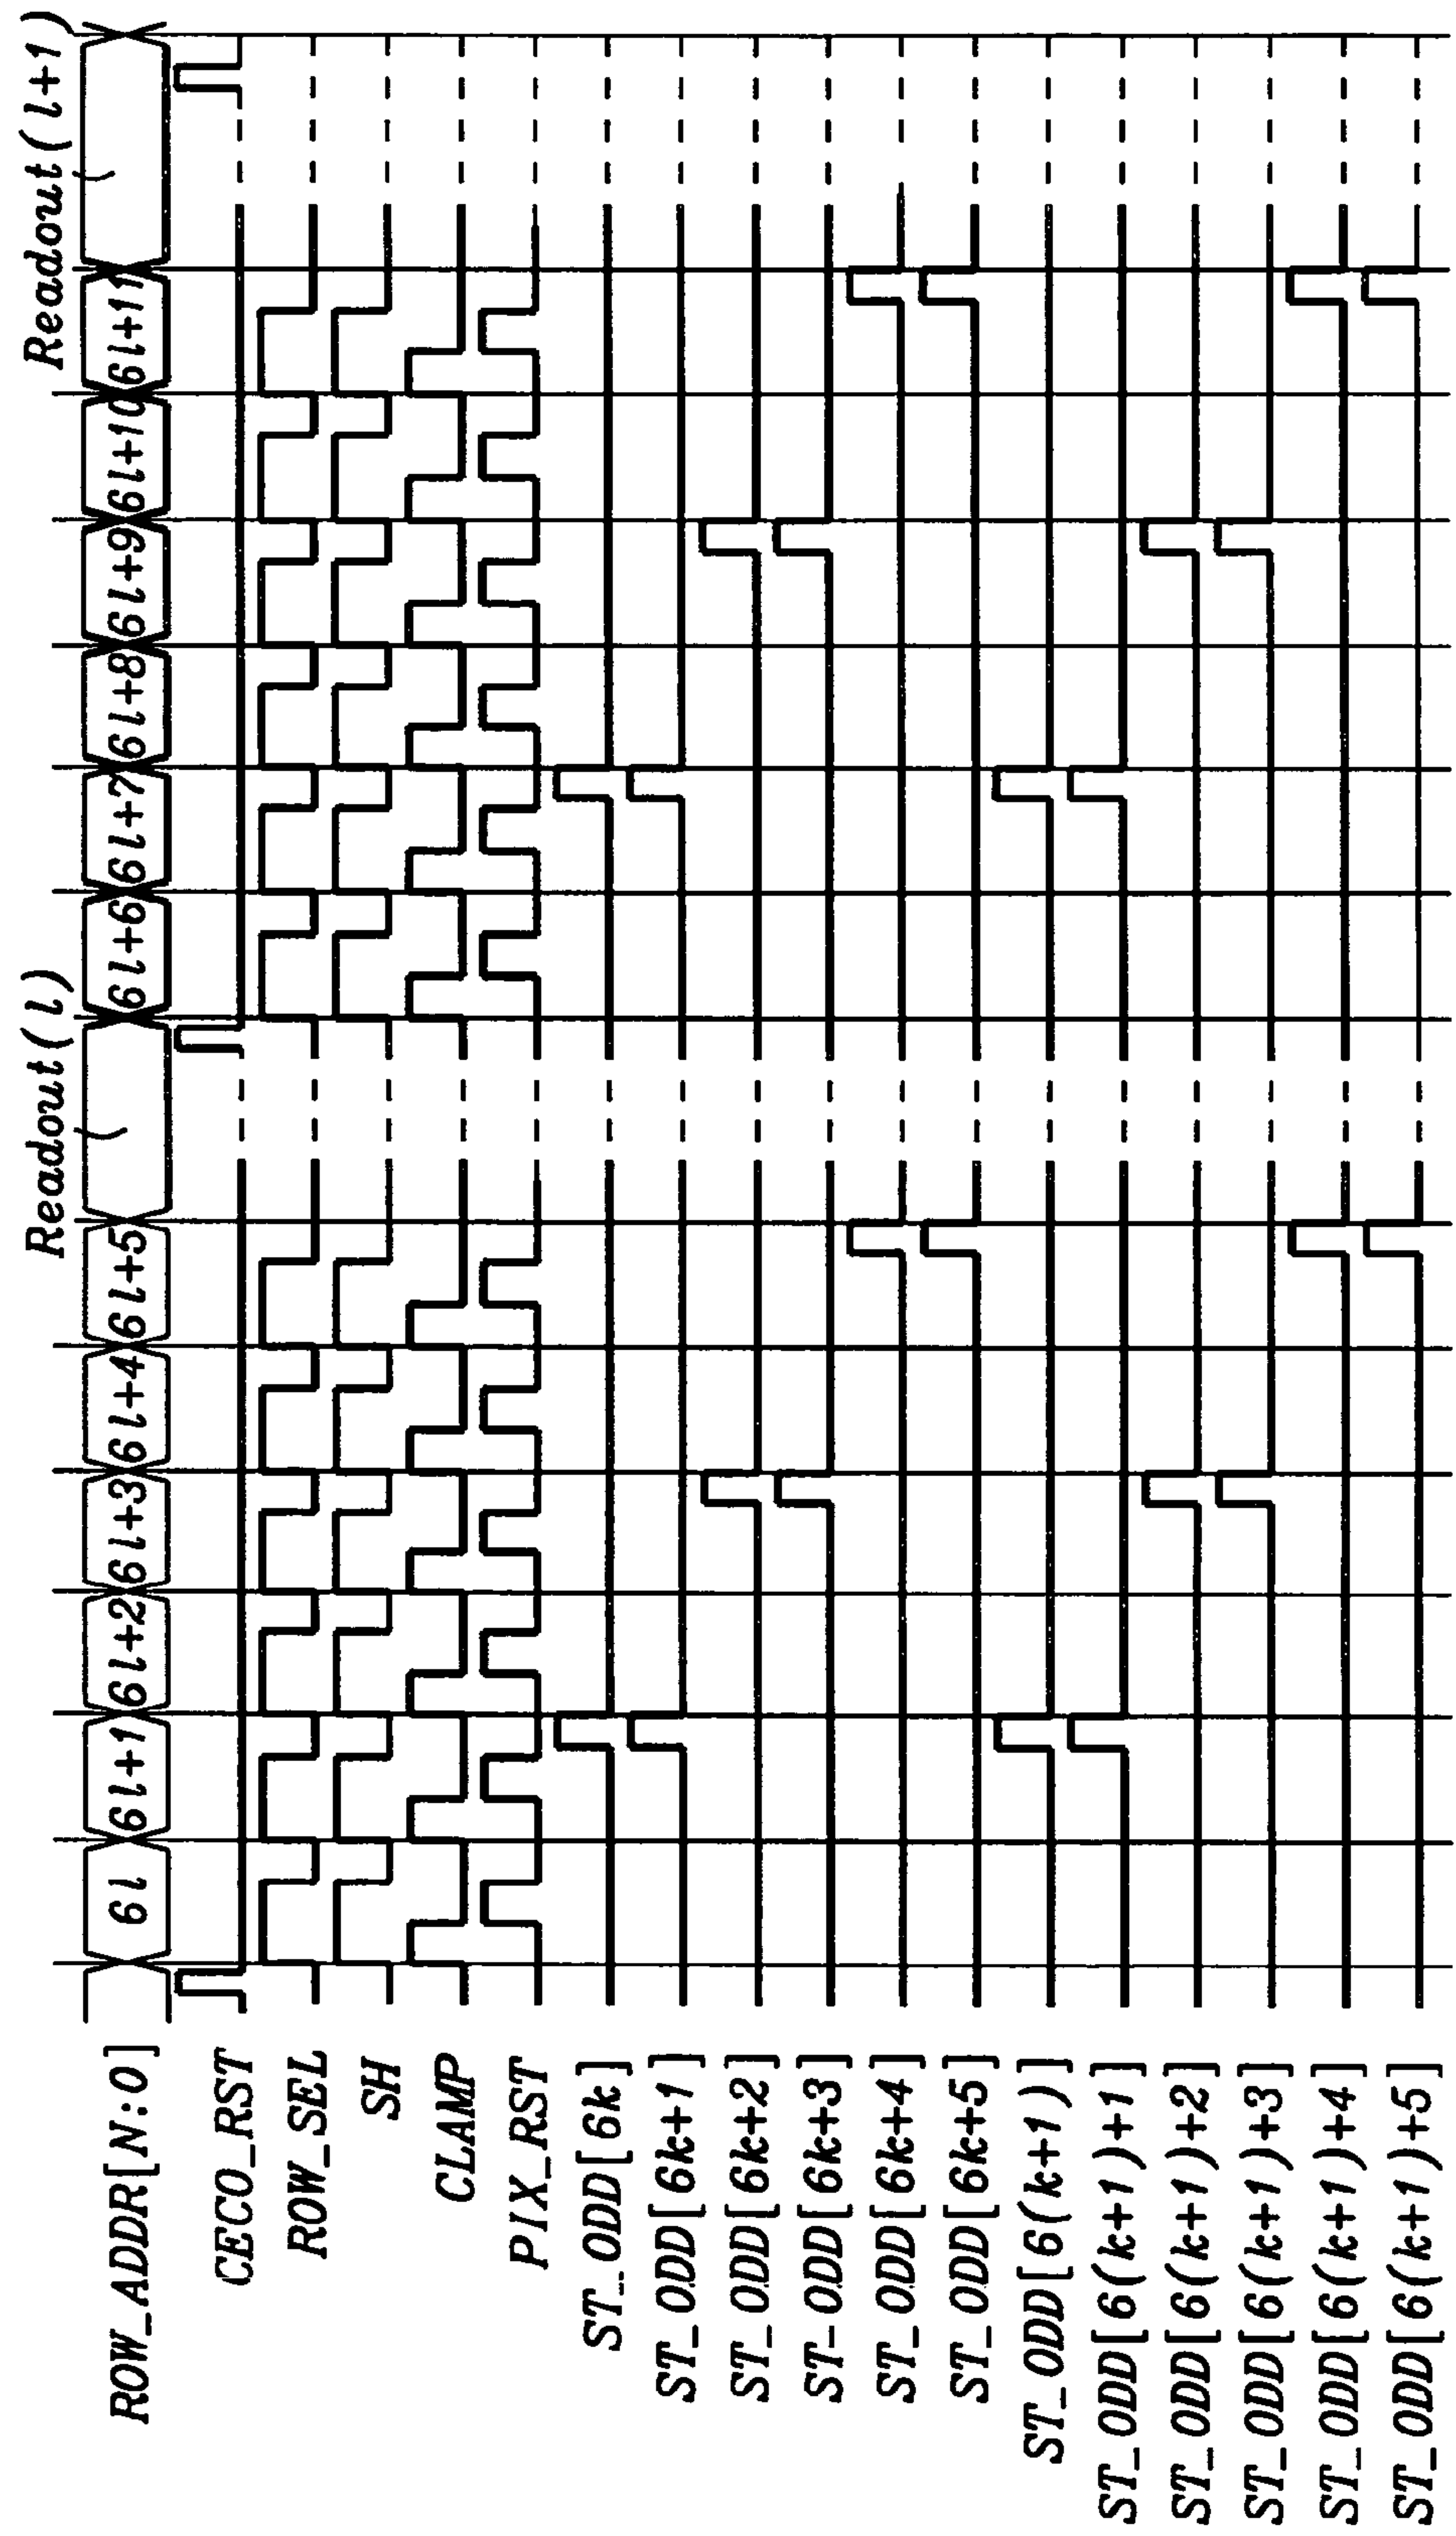 Readout(l) Readout(l+1)
ROW_ADDR[N:0] 6l 6l+1 6l+2 6l+3 6l+4 6l+5 6l+6 6l+7 6l+8 6l+9 6l+10 6l+11
CECO_RST
ROW_SEL
SH
CLAMP
PIX_RST
ST_ODD[6k]
ST_ODD[6k+1]
ST_ODD[6k+2]
ST_ODD[6k+3]
ST_ODD[6k+4]
ST_ODD[6k+5]
ST_ODD[6(k+1)]
ST_ODD[6(k+1)+1]
ST_ODD[6(k+1)+2]
ST_ODD[6(k+1)+3]
ST_ODD[6(k+1)+4]
ST_ODD[6(k+1)+5]